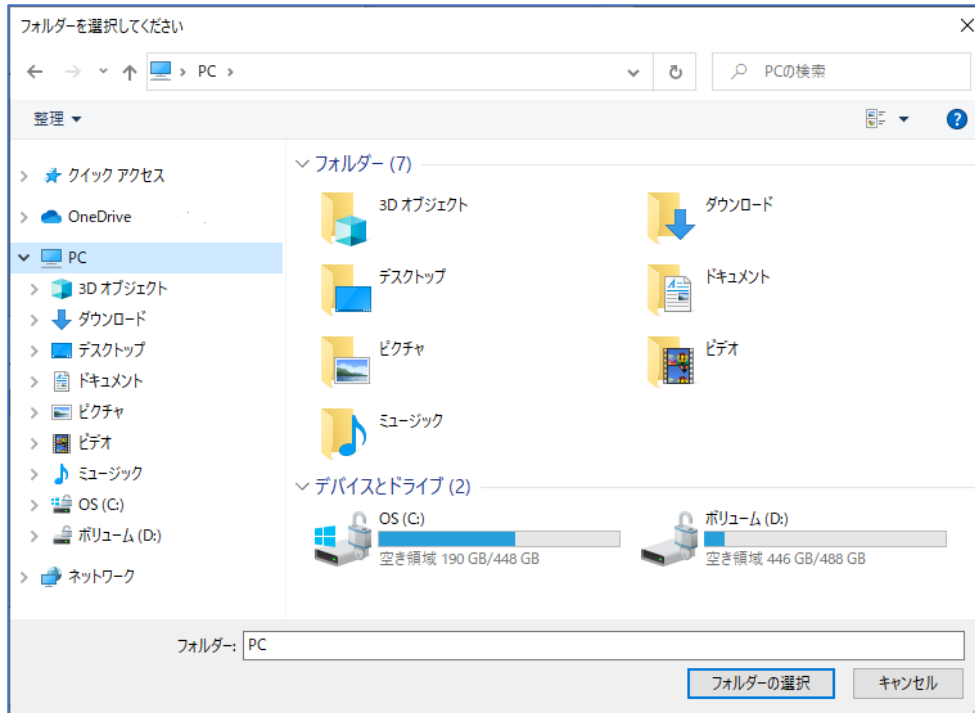 フォルダーを選択してください
PC
PCの検索
整理
クイック アクセス
OneDrive
PC
3D オブジェクト
ダウンロード
デスクトップ
ドキュメント
ピクチャ
ビデオ
ミュージック
OS (C:)
ボリューム (D:)
ネットワーク
フォルダー (7)
3D オブジェクト
ダウンロード
デスクトップ
ドキュメント
ピクチャ
ビデオ
ミュージック
デバイスとドライブ (2)
OS (C:)
空き領域 190 GB/448 GB
ボリューム (D:)
空き領域 446 GB/488 GB
フォルダー: PC
フォルダーの選択
キャンセル